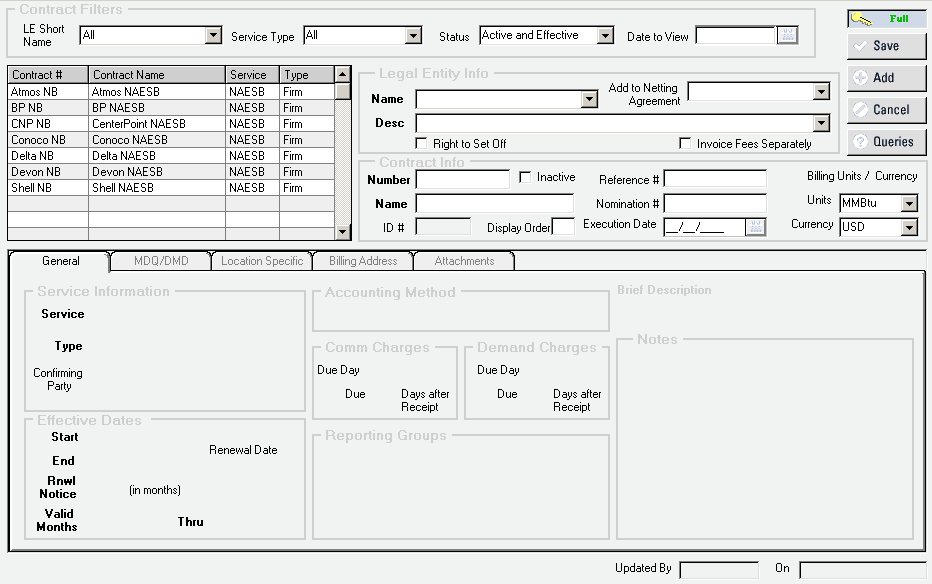 Contract Filters
LE Short Name
All
Service Type
All
Status
Active and Effective
Date to View
Full
Save
Add
Cancel
Queries
Contract # Contract Name Service Type
Atmos NB Atmos NAESB NAESB Firm
BP NB BP NAESB NAESB Firm
CNP NB CenterPoint NAESB NAESB Firm
Conoco NB Conoco NAESB NAESB Firm
Delta NB Delta NAESB NAESB Firm
Devon NB Devon NAESB NAESB Firm
Shell NB Shell NAESB NAESB Firm
Legal Entity Info
Name
Add to Netting Agreement
Desc
Right to Set Off
Invoice Fees Separately
Contract Info
Number
Inactive
Reference #
Billing Units / Currency
Name
Nomination #
Units
MMBtu
ID #
Display Order
Execution Date
__/__/____
Currency
USD
General
MDQ/DMD
Location Specific
Billing Address
Attachments
Service Information
Service
Type
Confirming Party
Accounting Method
Brief Description
Comm Charges
Due Day
Due
Days after Receipt
Demand Charges
Due Day
Due
Days after Receipt
Notes
Effective Dates
Start
Renewal Date
End
Rnwl Notice
(in months)
Valid Months
Thru
Reporting Groups
Updated By
On